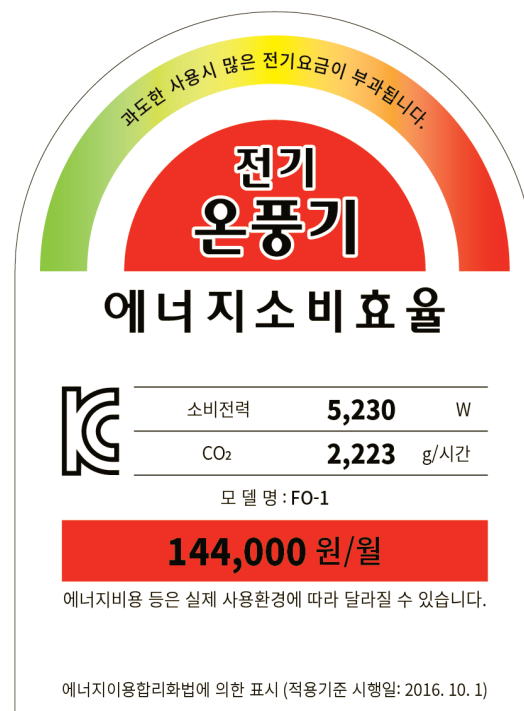 과도한 사용시 많은 전기요금이 부과됩니다.
전기
온풍기
에너지소비효율
소비전력 5,230 W
CO₂ 2,223 g/시간
모 델 명 : FO-1
144,000 원/월
에너지비용 등은 실제 사용환경에 따라 달라질 수 있습니다.
에너지이용합리화법에 의한 표시 (적용기준 시행일: 2016. 10. 1)